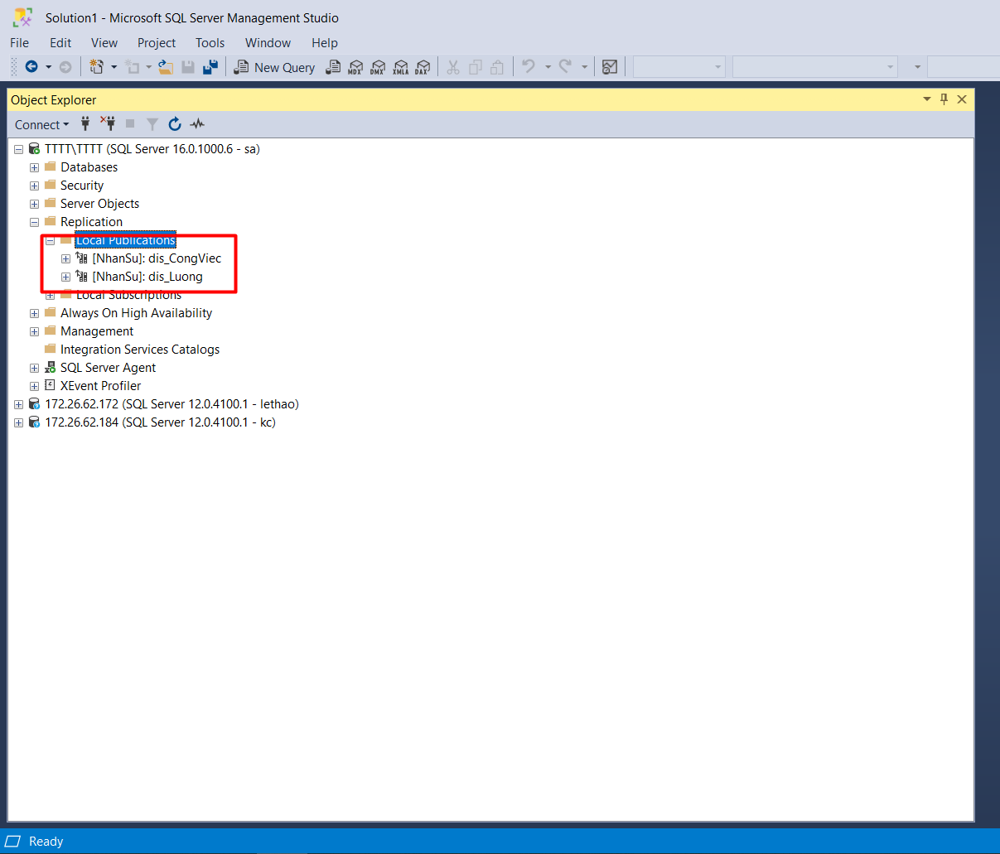 Solution1 - Microsoft SQL Server Management Studio
File Edit View Project Tools Window Help
New Query MDX DMX XMLA DAX
Object Explorer
Connect
TTTT\TTTT (SQL Server 16.0.1000.6 - sa)
Databases
Security
Server Objects
Replication
Local Publications
[NhanSu]: dis_CongViec
[NhanSu]: dis_Luong
Local Subscriptions
Always On High Availability
Management
Integration Services Catalogs
SQL Server Agent
XEvent Profiler
172.26.62.172 (SQL Server 12.0.4100.1 - lethao)
172.26.62.184 (SQL Server 12.0.4100.1 - kc)
Ready